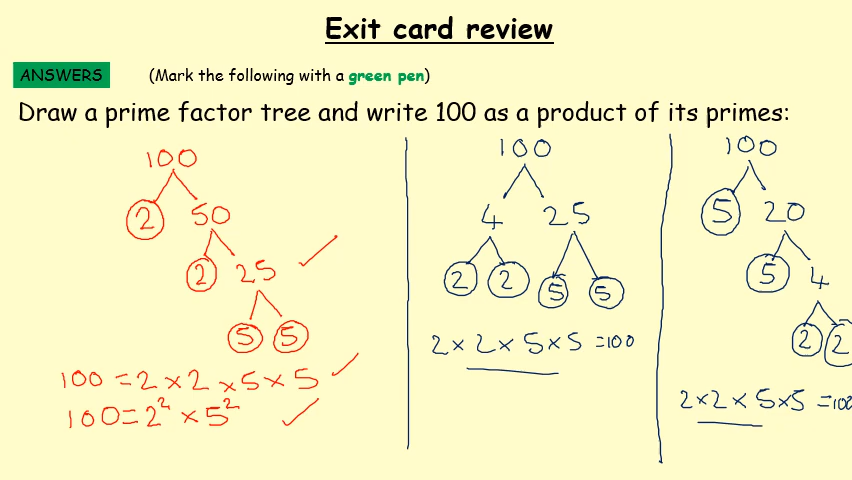 Exit card review
ANSWERS (Mark the following with a green pen)
Draw a prime factor tree and write 100 as a product of its primes:
100
2 50
2 25
5 5
100 = 2 × 2 × 5 × 5
100 = 2² × 5²
100
4 25
2 2 5 5
2 × 2 × 5 × 5 = 100
100
5 20
5 4
2 2
2 × 2 × 5 × 5 = 100